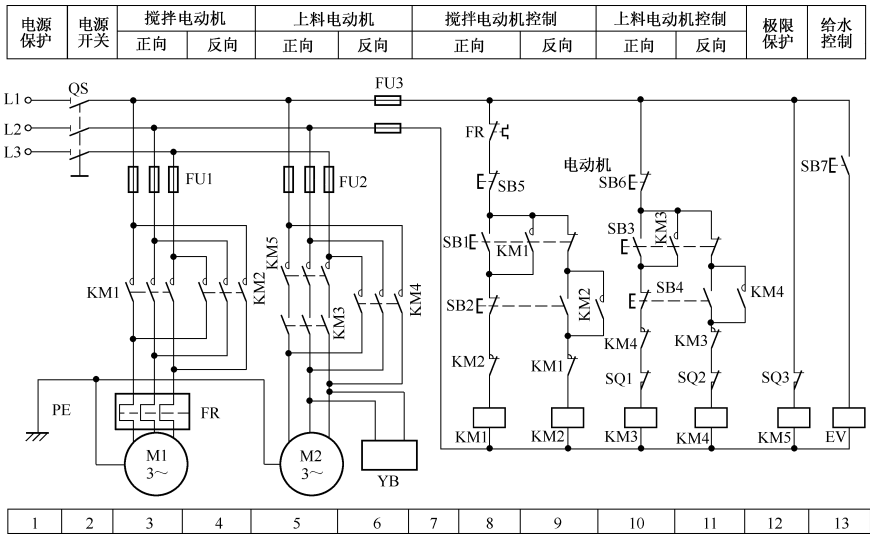 电源保护
电源开关
搅拌电动机
正向 反向
上料电动机
正向 反向
搅拌电动机控制
正向 反向
上料电动机控制
正向 反向
极限保护
给水控制
QS
FU3
L1
L2
L3
FR
电动机
SB7
FU1
FU2
SB5
SB6
KM5
SB1
KM1
SB3
KM3
KM1
KM2
KM3
KM4
SB2
KM2
SB4
KM4
KM2
KM1
KM4
KM3
SQ1
SQ2
SQ3
PE
FR
KM1
KM2
KM3
KM4
KM5
EV
M1
3~
M2
3~
YB
1 2 3 4 5 6 7 8 9 10 11 12 13